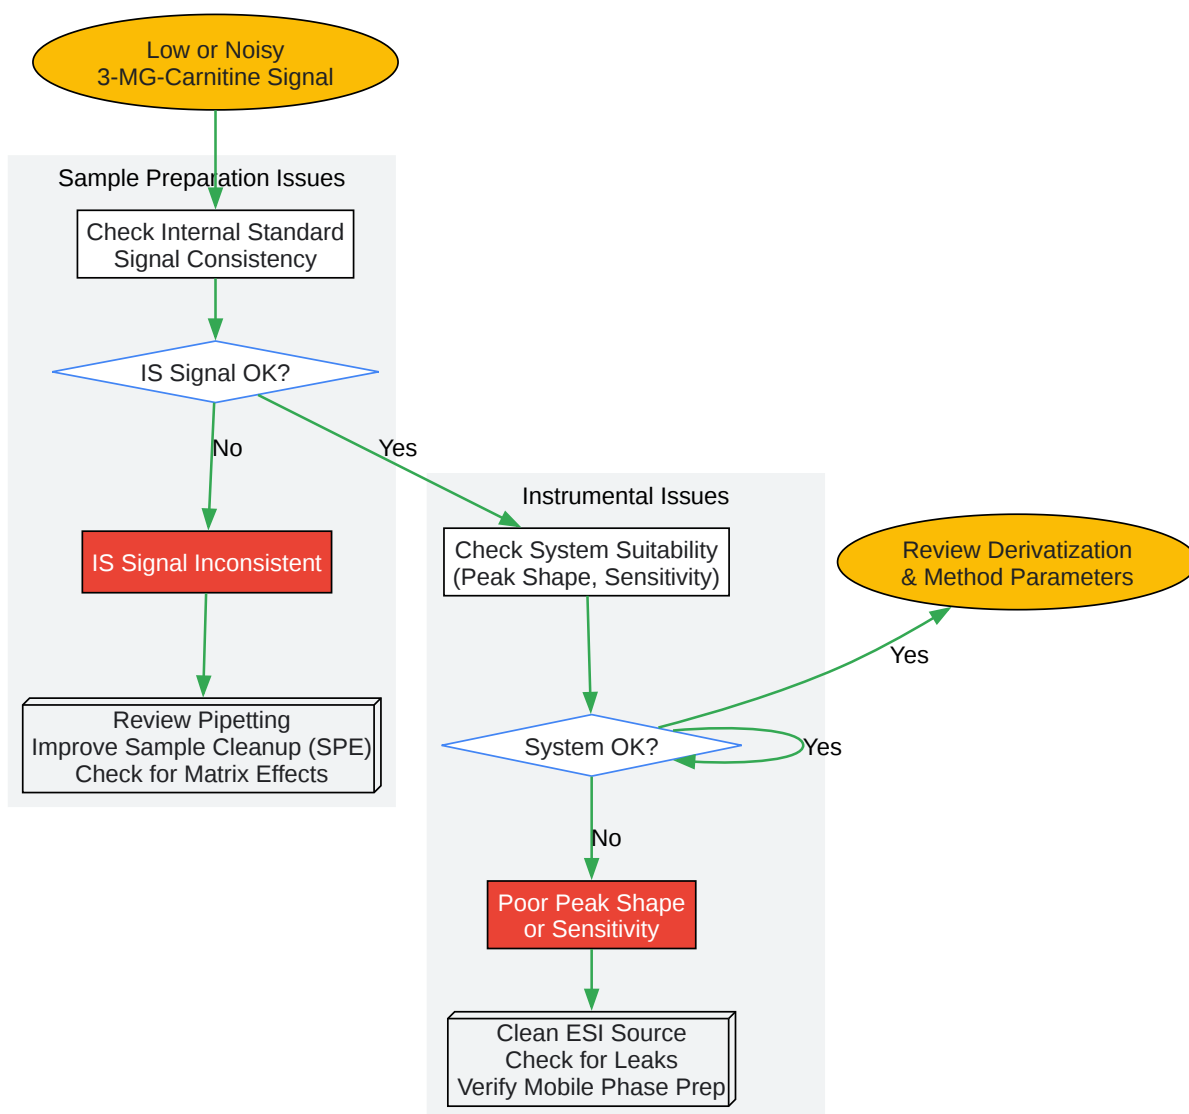 Low or Noisy
3-MG-Carnitine Signal
Sample Preparation Issues
Check Internal Standard
Signal Consistency
IS Signal OK?
No
Yes
IS Signal Inconsistent
Review Pipetting
Improve Sample Cleanup (SPE)
Check for Matrix Effects
Instrumental Issues
Check System Suitability
(Peak Shape, Sensitivity)
Review Derivatization
& Method Parameters
Yes
System OK?
Yes
No
Poor Peak Shape
or Sensitivity
Clean ESI Source
Check for Leaks
Verify Mobile Phase Prep